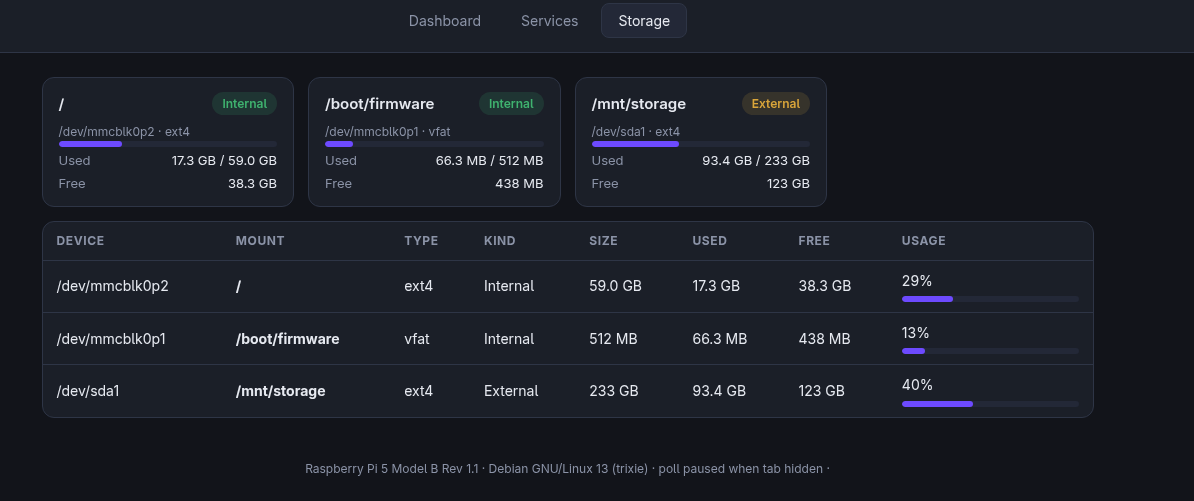 Dashboard Services Storage
/ Internal
/dev/mmcblk0p2 · ext4
Used 17.3 GB / 59.0 GB
Free 38.3 GB
/boot/firmware Internal
/dev/mmcblk0p1 · vfat
Used 66.3 MB / 512 MB
Free 438 MB
/mnt/storage External
/dev/sda1 · ext4
Used 93.4 GB / 233 GB
Free 123 GB
DEVICE MOUNT TYPE KIND SIZE USED FREE USAGE
/dev/mmcblk0p2 / ext4 Internal 59.0 GB 17.3 GB 38.3 GB 29%
/dev/mmcblk0p1 /boot/firmware vfat Internal 512 MB 66.3 MB 438 MB 13%
/dev/sda1 /mnt/storage ext4 External 233 GB 93.4 GB 123 GB 40%
Raspberry Pi 5 Model B Rev 1.1 · Debian GNU/Linux 13 (trixie) · poll paused when tab hidden ·